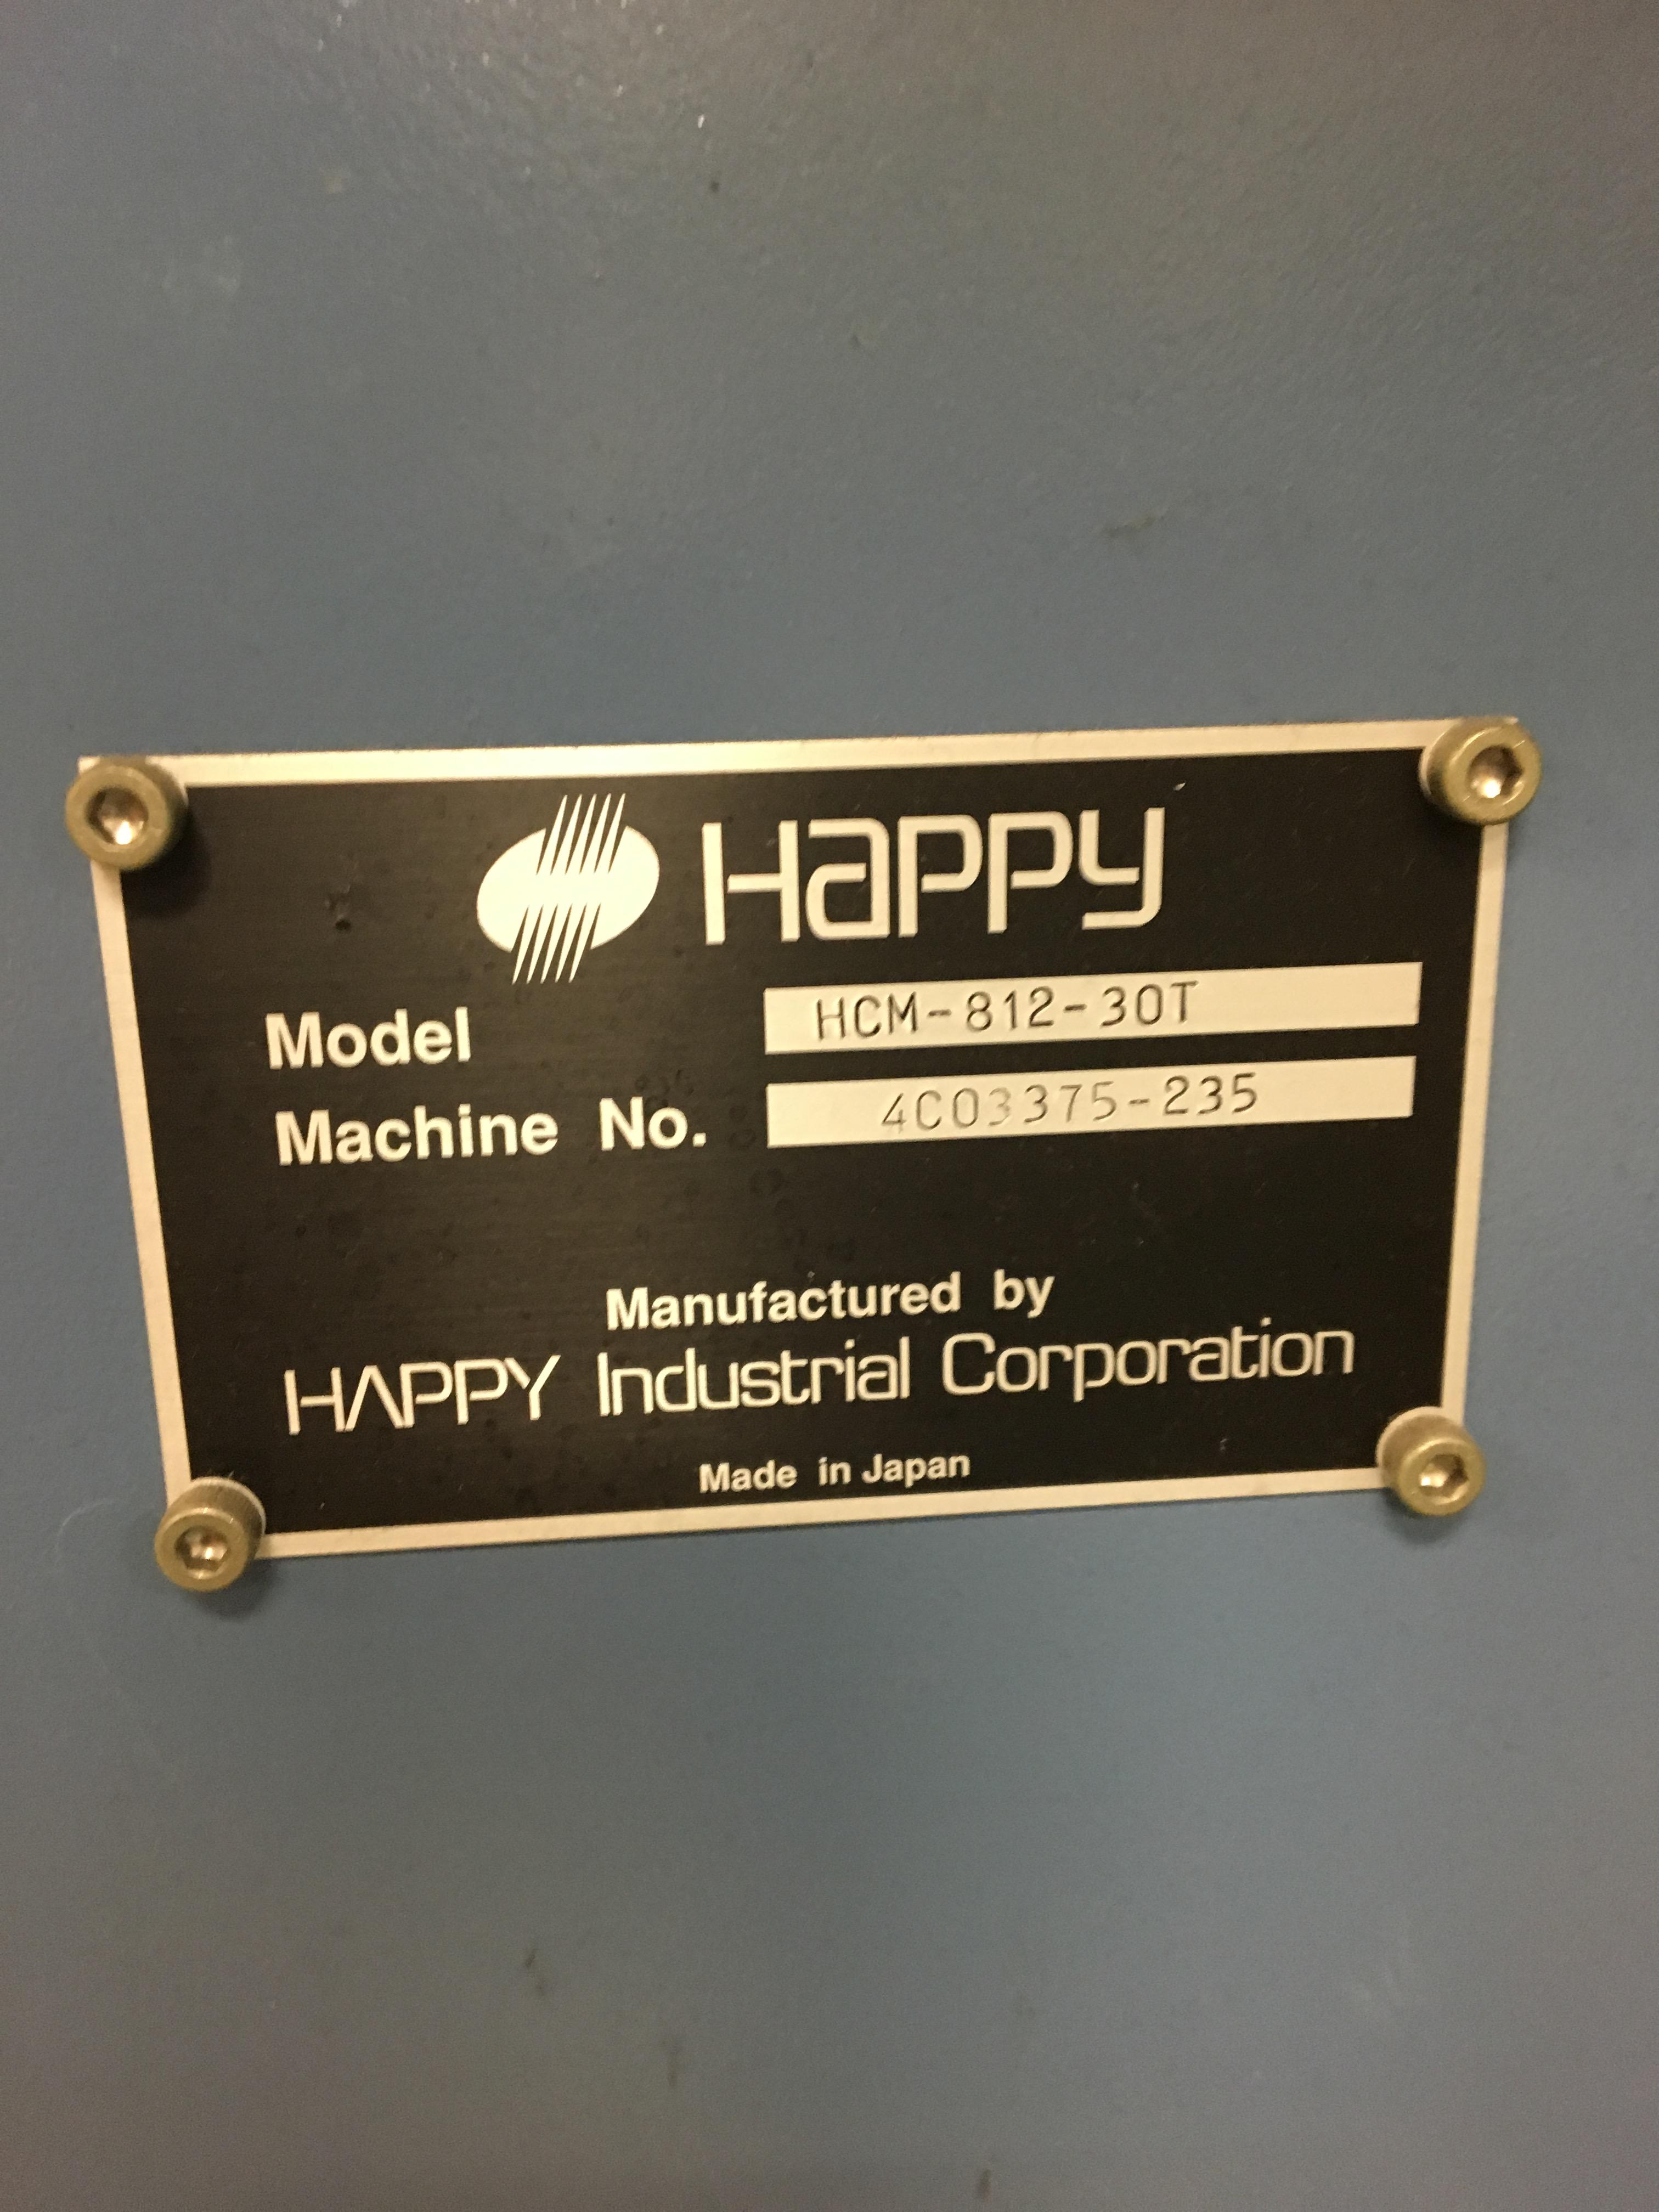 Happy
Model HCM-812-30T
Machine No. 4C03375-235
Manufactured by
HAPPY Industrial Corporation
Made in Japan